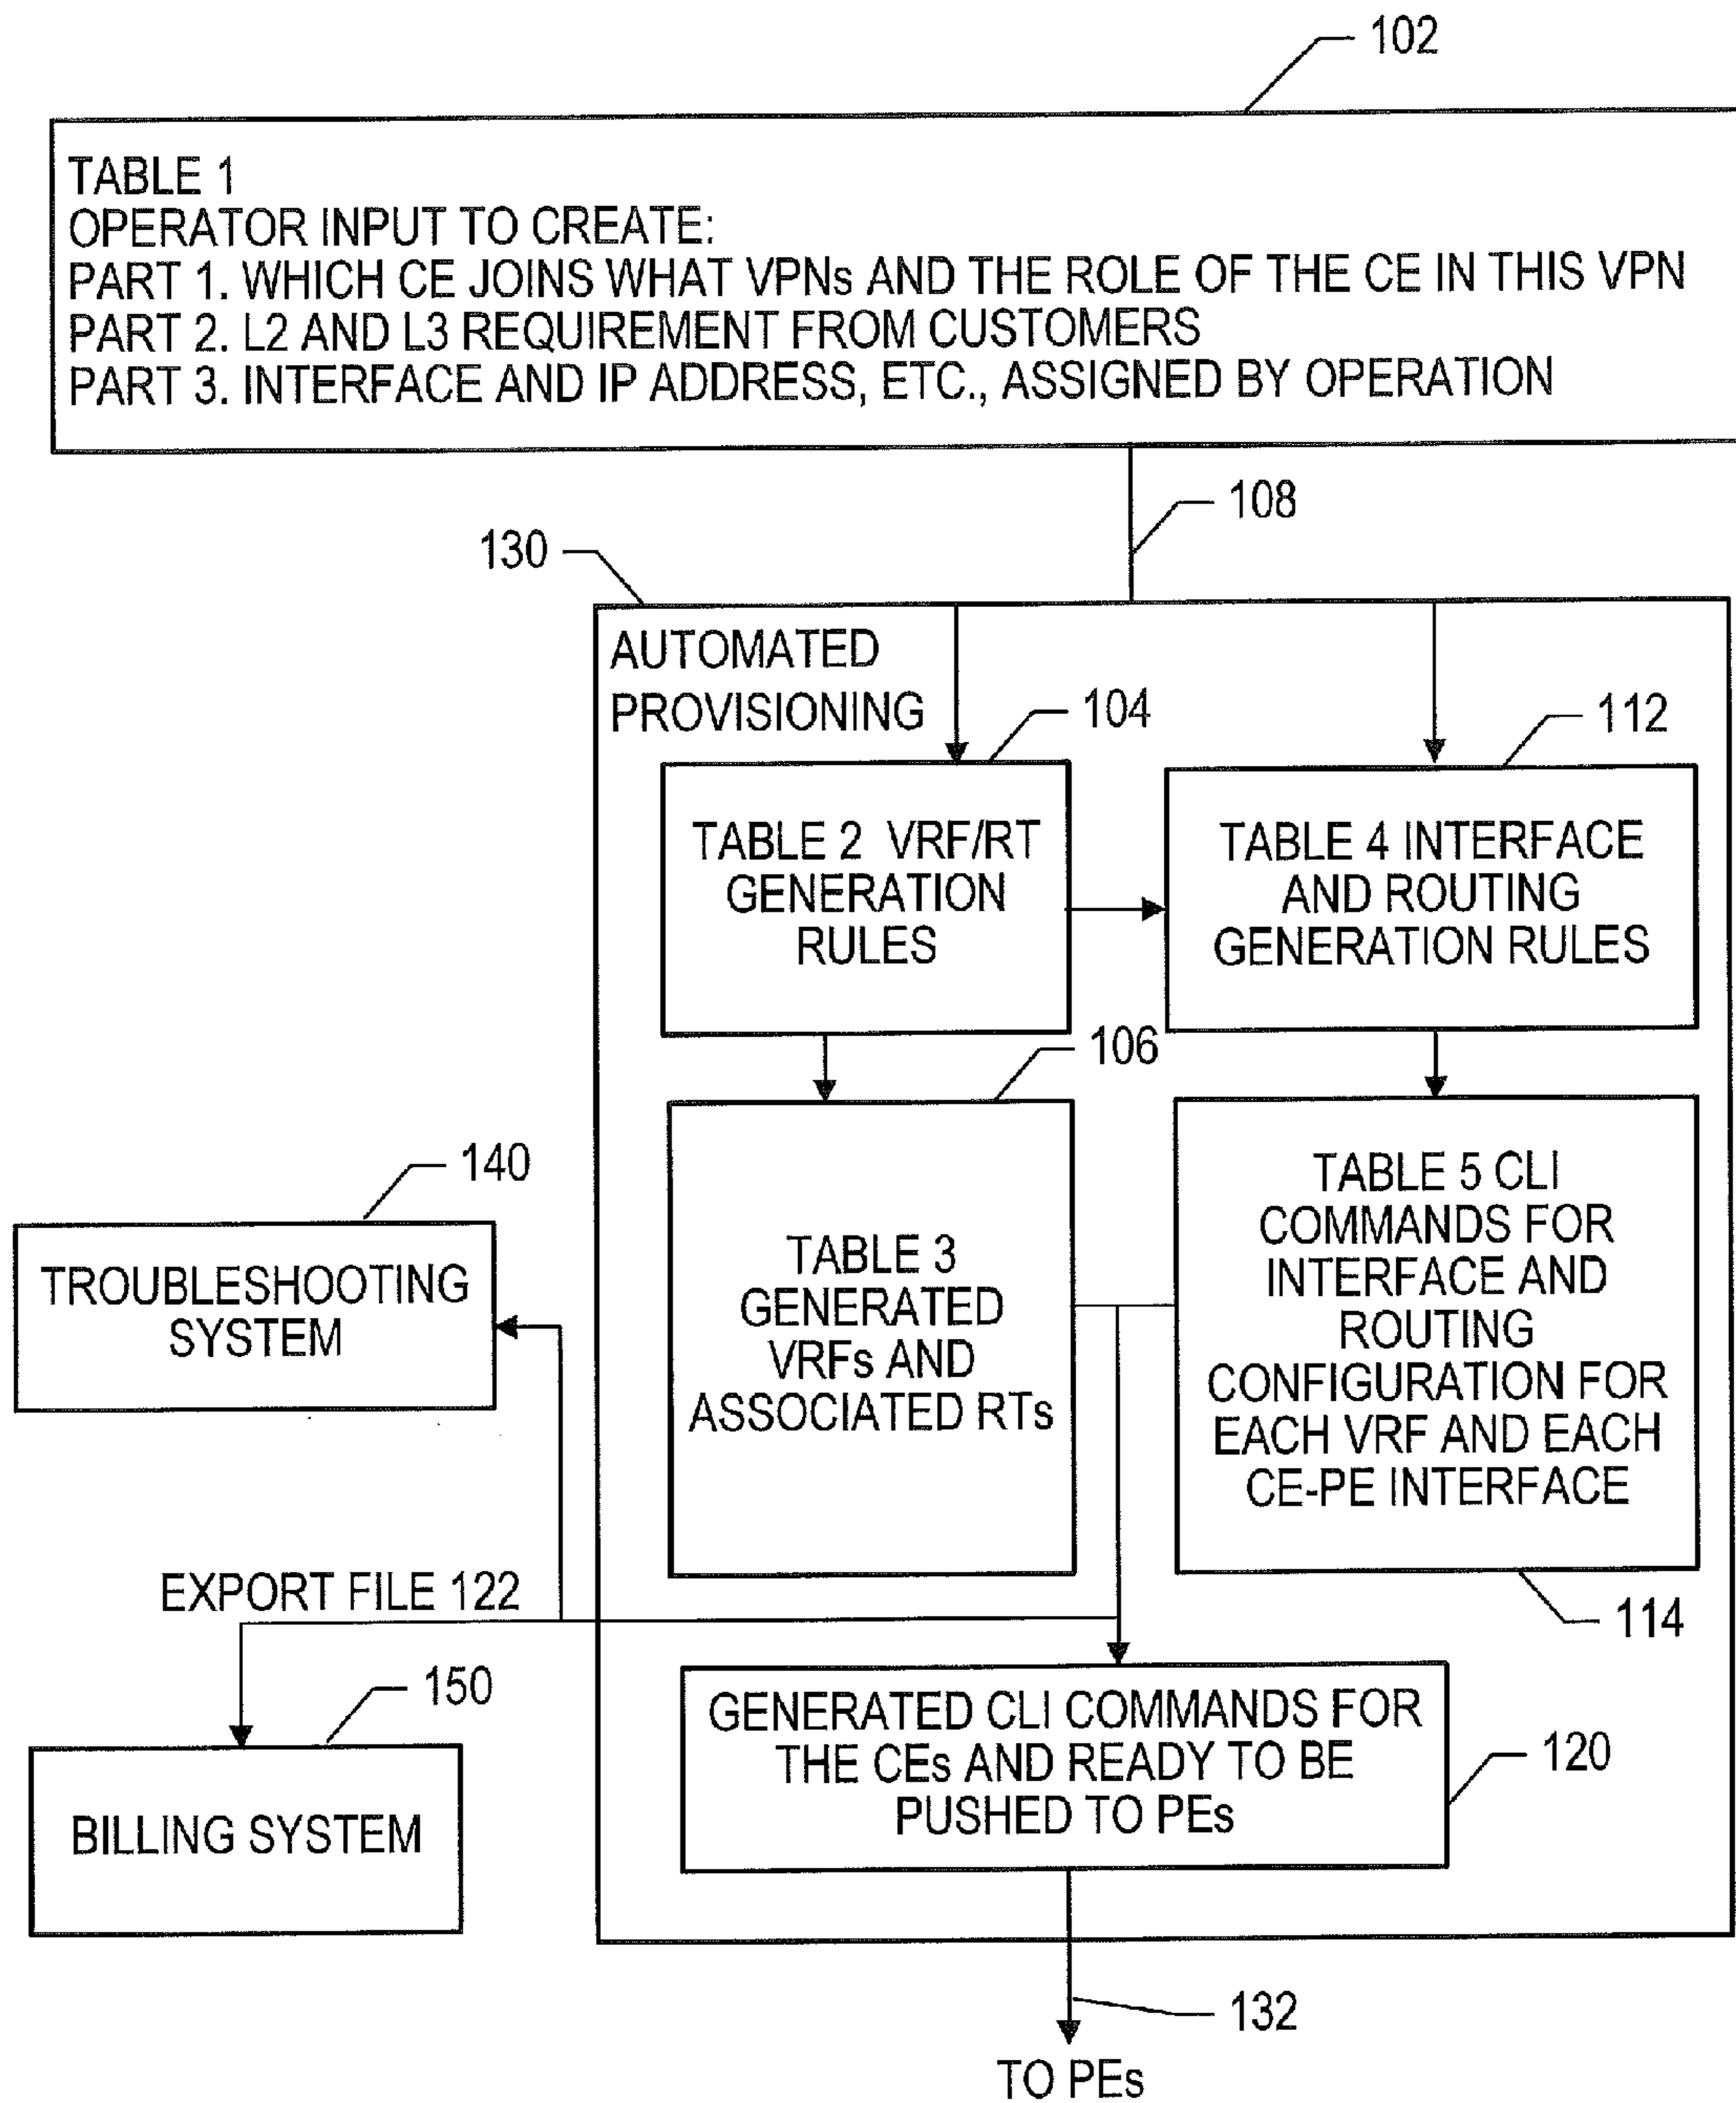 102
TABLE 1
OPERATOR INPUT TO CREATE:
PART 1. WHICH CE JOINS WHAT VPNs AND THE ROLE OF THE CE IN THIS VPN
PART 2. L2 AND L3 REQUIREMENT FROM CUSTOMERS
PART 3. INTERFACE AND IP ADDRESS, ETC., ASSIGNED BY OPERATION
108
130
AUTOMATED
PROVISIONING
104
112
TABLE 2 VRF/RT
GENERATION
RULES
TABLE 4 INTERFACE
AND ROUTING
GENERATION RULES
106
TABLE 3
GENERATED
VRFs AND
ASSOCIATED RTs
TABLE 5 CLI
COMMANDS FOR
INTERFACE AND
ROUTING
CONFIGURATION FOR
EACH VRF AND EACH
CE-PE INTERFACE
140
TROUBLESHOOTING
SYSTEM
EXPORT FILE 122
114
150
BILLING SYSTEM
GENERATED CLI COMMANDS FOR
THE CEs AND READY TO BE
PUSHED TO PEs
120
132
TO PEs